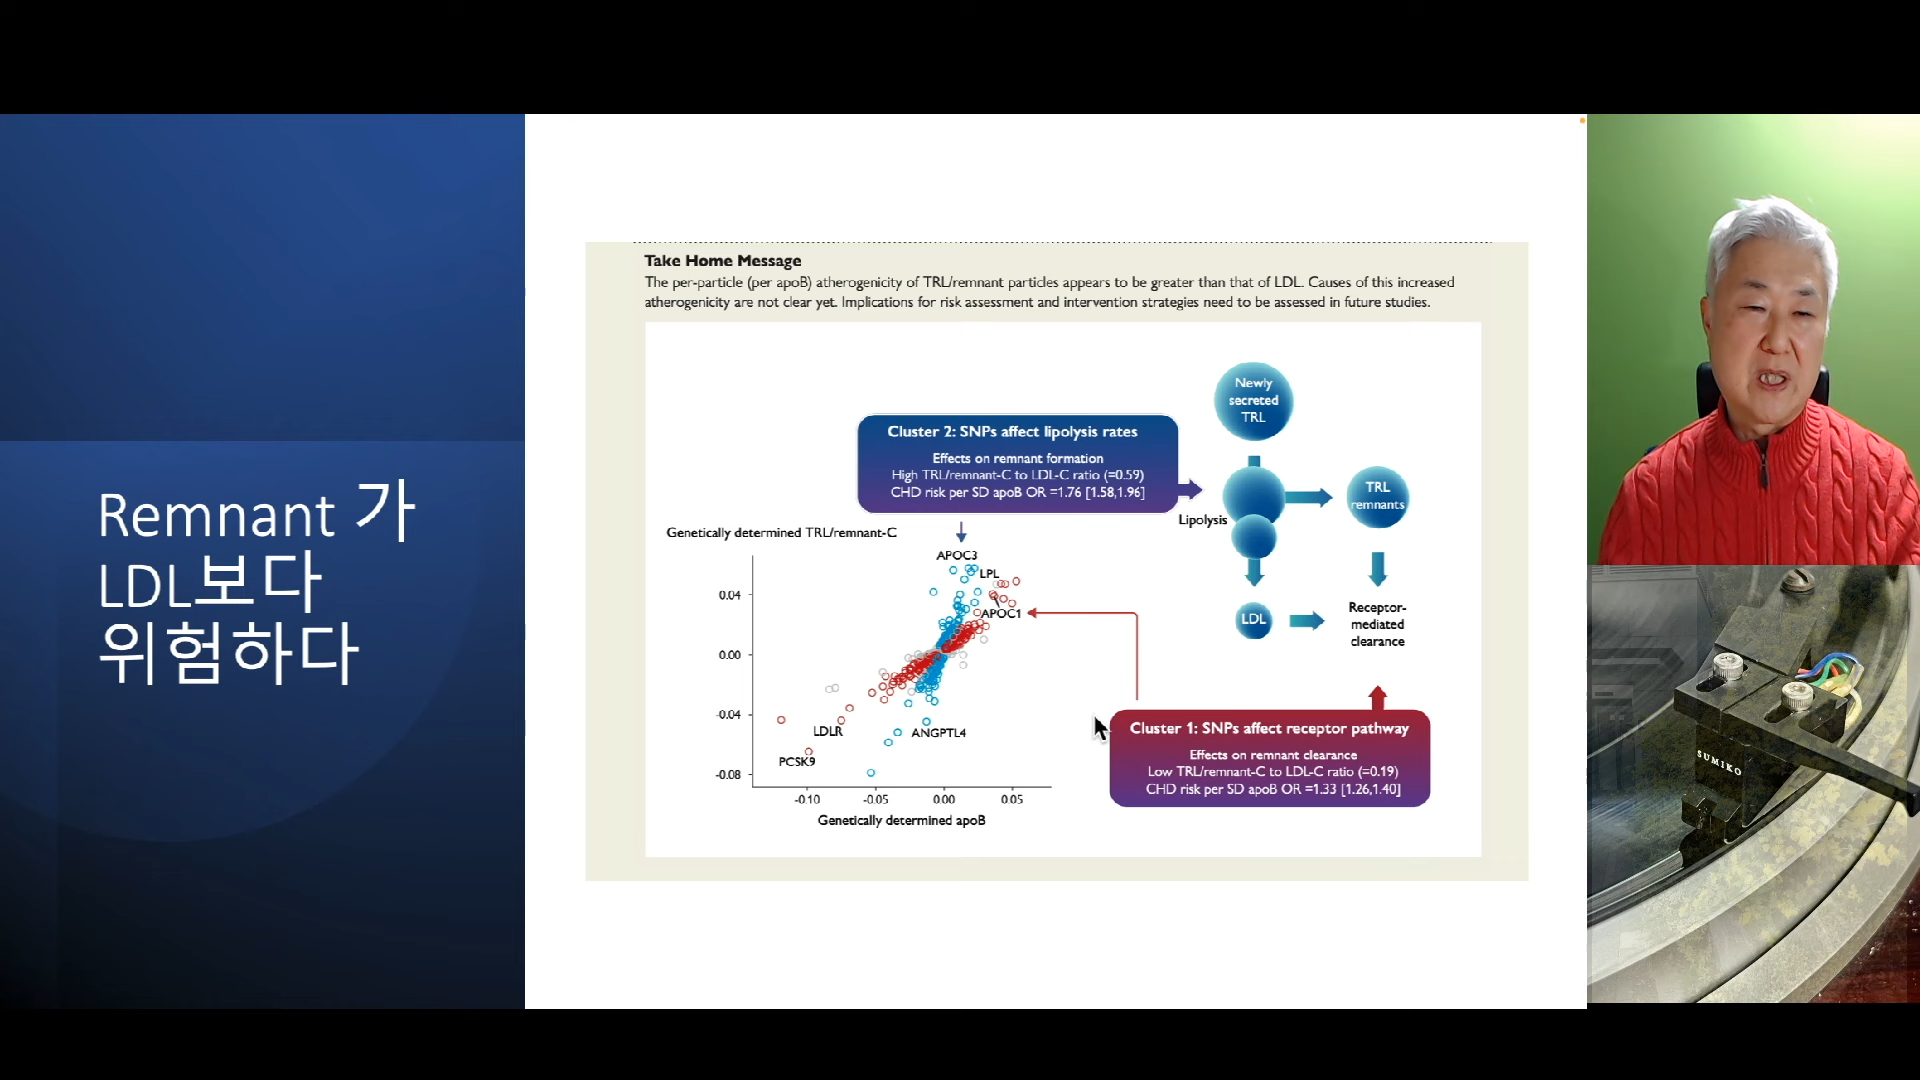 Remnant 가
LDL보다
위험하다
Take Home Message
The per-particle (per apoB) atherogenicity of TRL/remnant particles appears to be greater than that of LDL. Causes of this increased
atherogenicity are not clear yet. Implications for risk assessment and intervention strategies need to be assessed in future studies.
Newly
secreted
TRL
Cluster 2: SNPs affect lipolysis rates
Effects on remnant formation
High TRL/remnant-C to LDL-C ratio (=0.59)
CHD risk per SD apoB OR =1.76 [1.58,1.96]
TRL
remnants
Lipolysis
LDL
Receptor-
mediated
clearance
Genetically determined TRL/remnant-C
APOC3
LPL
APOC1
0.04
0.00
-0.04
-0.08
LDLR
ANGPTL4
PCSK9
-0.10
-0.05
0.00
0.05
Genetically determined apoB
Cluster 1: SNPs affect receptor pathway
Effects on remnant clearance
Low TRL/remnant-C to LDL-C ratio (=0.19)
CHD risk per SD apoB OR =1.33 [1.26,1.40]
SUMIKO